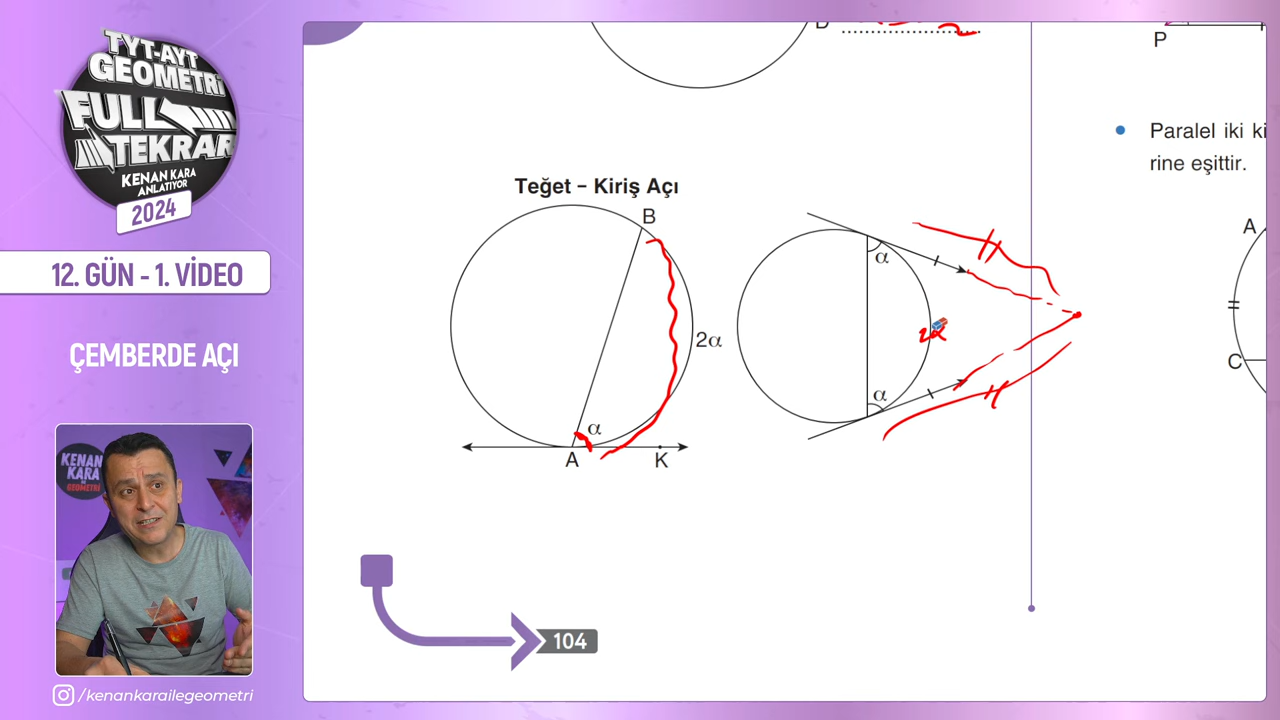 TYT-AYT
GEOMETRİ
FULL
TEKRAR
KENAN KARA
ANLATIYOR
2024
12. GÜN - 1. VİDEO
ÇEMBERDE AÇI
KENAN
KARA
GEOMETRİ
/kenankarailegeometri
Teğet – Kiriş Açı
B
2α
α
A
K
α
2α
α
104
P
Paralel iki ki
rine eşittir.
A
C